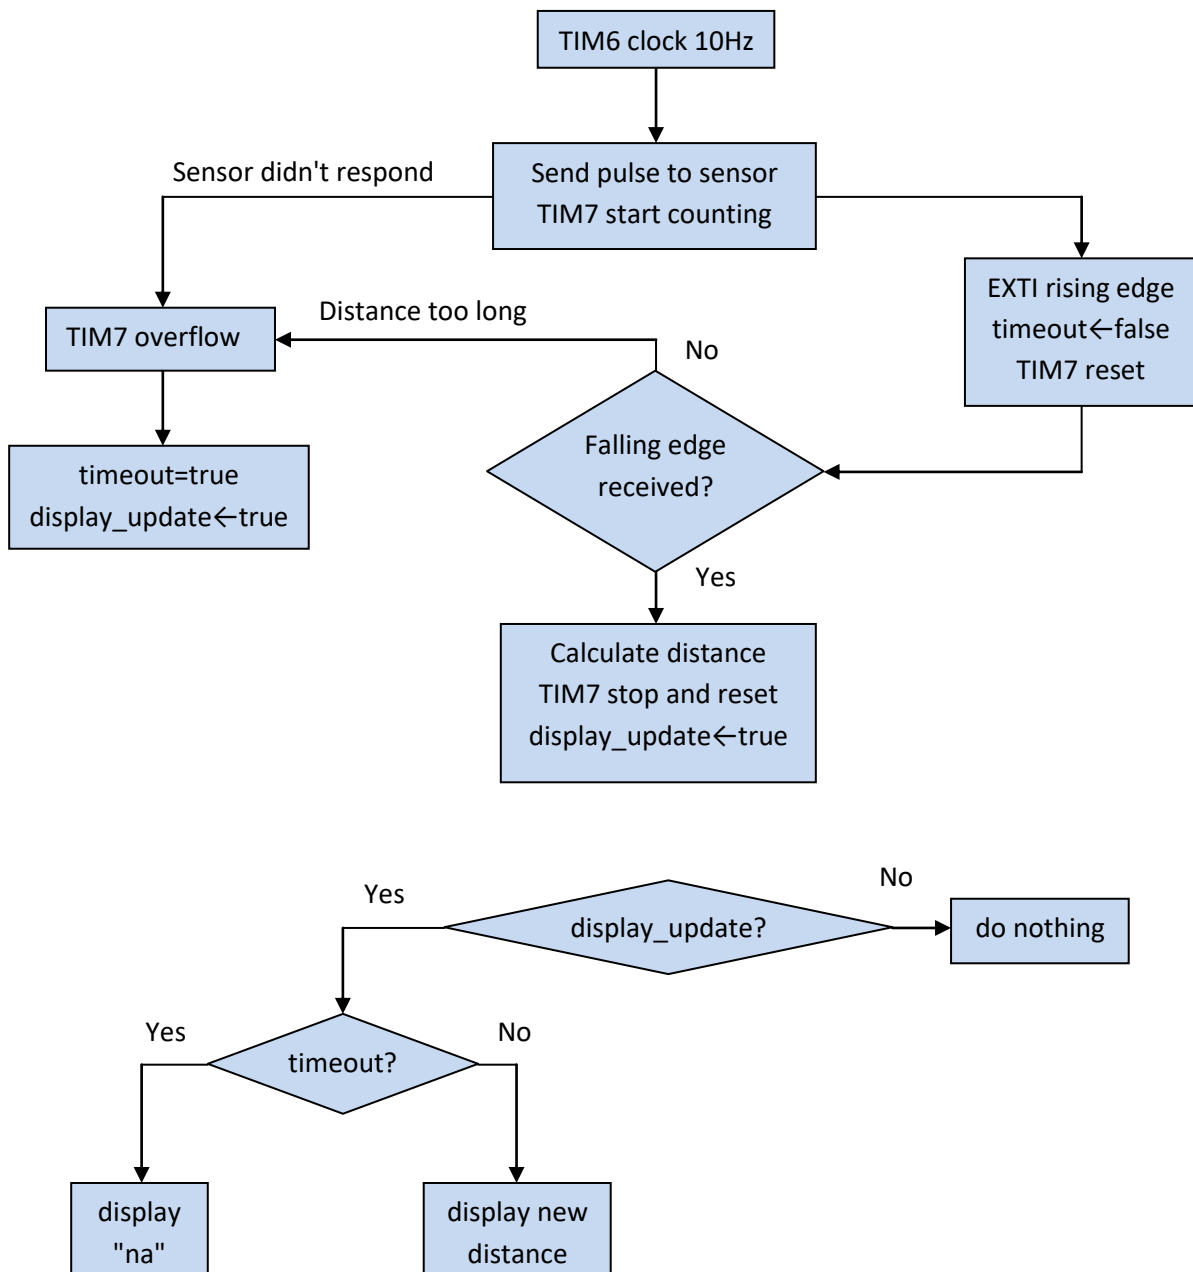 TIM6 clock 10Hz
Sensor didn't respond
Send pulse to sensor
TIM7 start counting
EXTI rising edge
timeout←false
TIM7 reset
Distance too long
TIM7 overflow
No
Falling edge
received?
timeout=true
display_update←true
Yes
Calculate distance
TIM7 stop and reset
display_update←true
Yes
No
display_update?
do nothing
Yes
No
timeout?
display
"na"
display new
distance